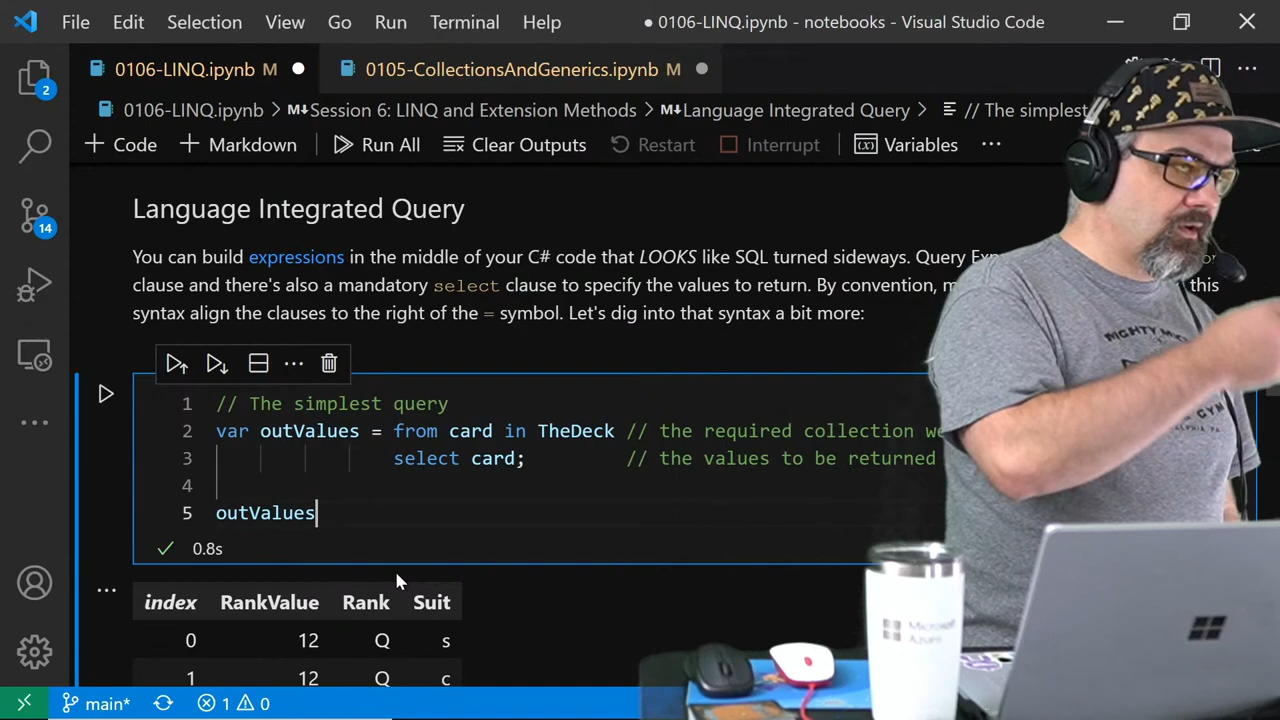 File Edit Selection View Go Run Terminal Help ● 0106-LINQ.ipynb - notebooks - Visual Studio Code
0106-LINQ.ipynb M 0105-CollectionsAndGenerics.ipynb M
2
0106-LINQ.ipynb > Session 6: LINQ and Extension Methods > Language Integrated Query > // The simplest
+ Code + Markdown Run All Clear Outputs Restart Interrupt (x) Variables ...
14
Language Integrated Query
You can build expressions in the middle of your C# code that LOOKS like SQL turned sideways. Query
clause and there's also a mandatory select clause to specify the values to return. By convention, this
syntax align the clauses to the right of the = symbol. Let's dig into that syntax a bit more:
1 // The simplest query
2 var outValues = from card in TheDeck // the required collection
3 select card; // the values to be returned
4
5 outValues
0.8s
index RankValue Rank Suit
0 12 Q s
1 12 Q c
main* 1 0
Microsoft
Azure